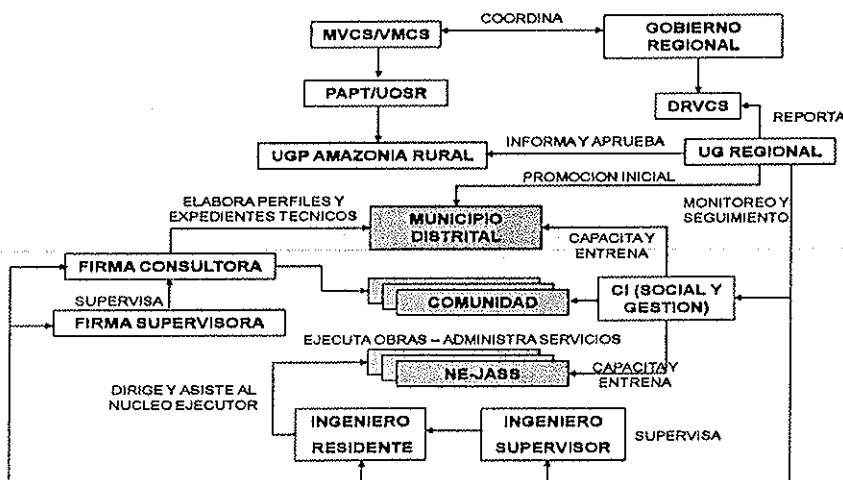 COORDINA
MVCS/VMCS
GOBIERNO
REGIONAL
PAPT/UOSR
DRVCS
REPORTA
INFORMA Y APRUEBA
UGP AMAZONIA RURAL
UG REGIONAL
PROMOCION INICIAL
ELABORA PERFILES Y
EXPEDIENTES TECNICOS
MUNICIPIO
DISTRITAL
MONITOREO Y
SEGUIMIENTO
CAPACITA Y
ENTRENA
FIRMA CONSULTORA
COMUNIDAD
CI (SOCIAL Y
GESTION)
SUPERVISA
FIRMA SUPERVISORA
EJECUTA OBRAS – ADMINISTRA SERVICIOS
NE-JASS
CAPACITA Y
ENTRENA
DIRIGE Y ASISTE AL
NUCLEO EJECUTOR
INGENIERO
RESIDENTE
INGENIERO
SUPERVISOR
SUPERVISA